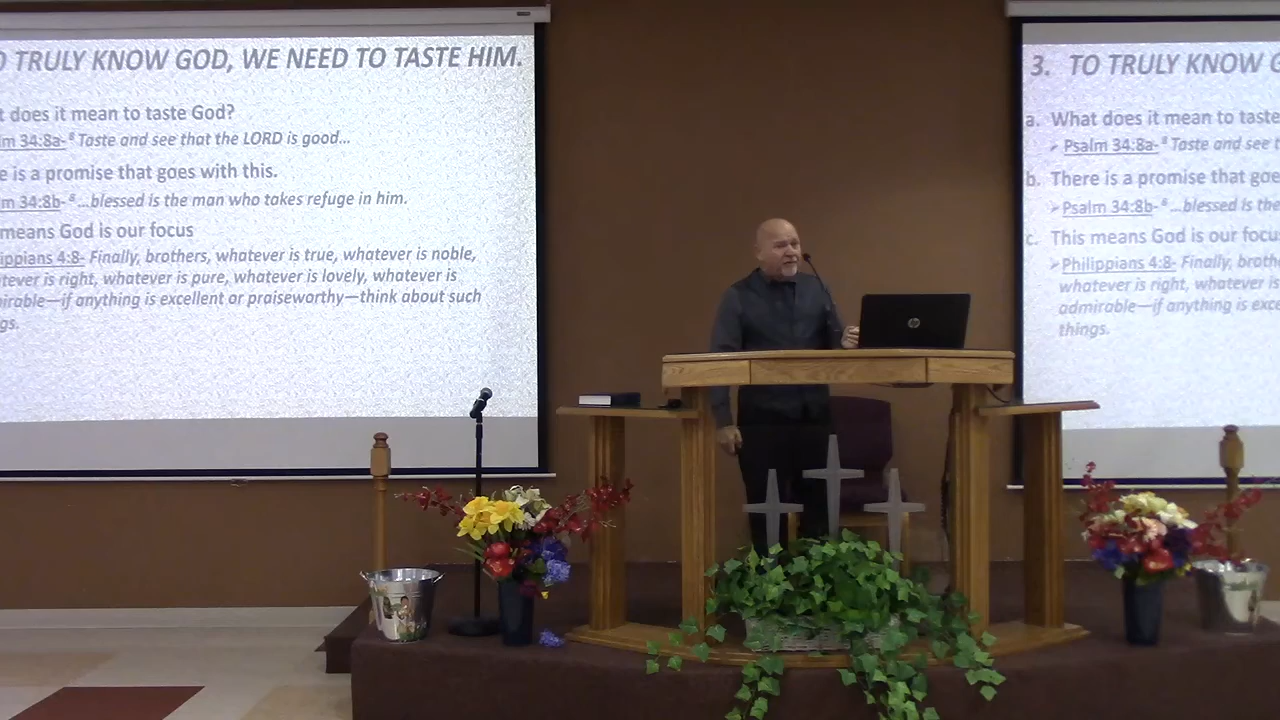 O TRULY KNOW GOD, WE NEED TO TASTE HIM.
t does it mean to taste God?
lm 34:8a- ⁸ Taste and see that the LORD is good…
e is a promise that goes with this.
lm 34:8b- ⁸ …blessed is the man who takes refuge in him.
means God is our focus
ippians 4:8- Finally, brothers, whatever is true, whatever is noble,
tever is right, whatever is pure, whatever is lovely, whatever is
irable—if anything is excellent or praiseworthy—think about such
gs.
3. TO TRULY KNOW G
a. What does it mean to taste
➢ Psalm 34:8a- ⁸ Taste and see t
b. There is a promise that goe
➢ Psalm 34:8b- ⁸ …blessed is the
c. This means God is our focu
➢ Philippians 4:8- Finally, broth
whatever is right, whatever is
admirable—if anything is exce
things.
hp